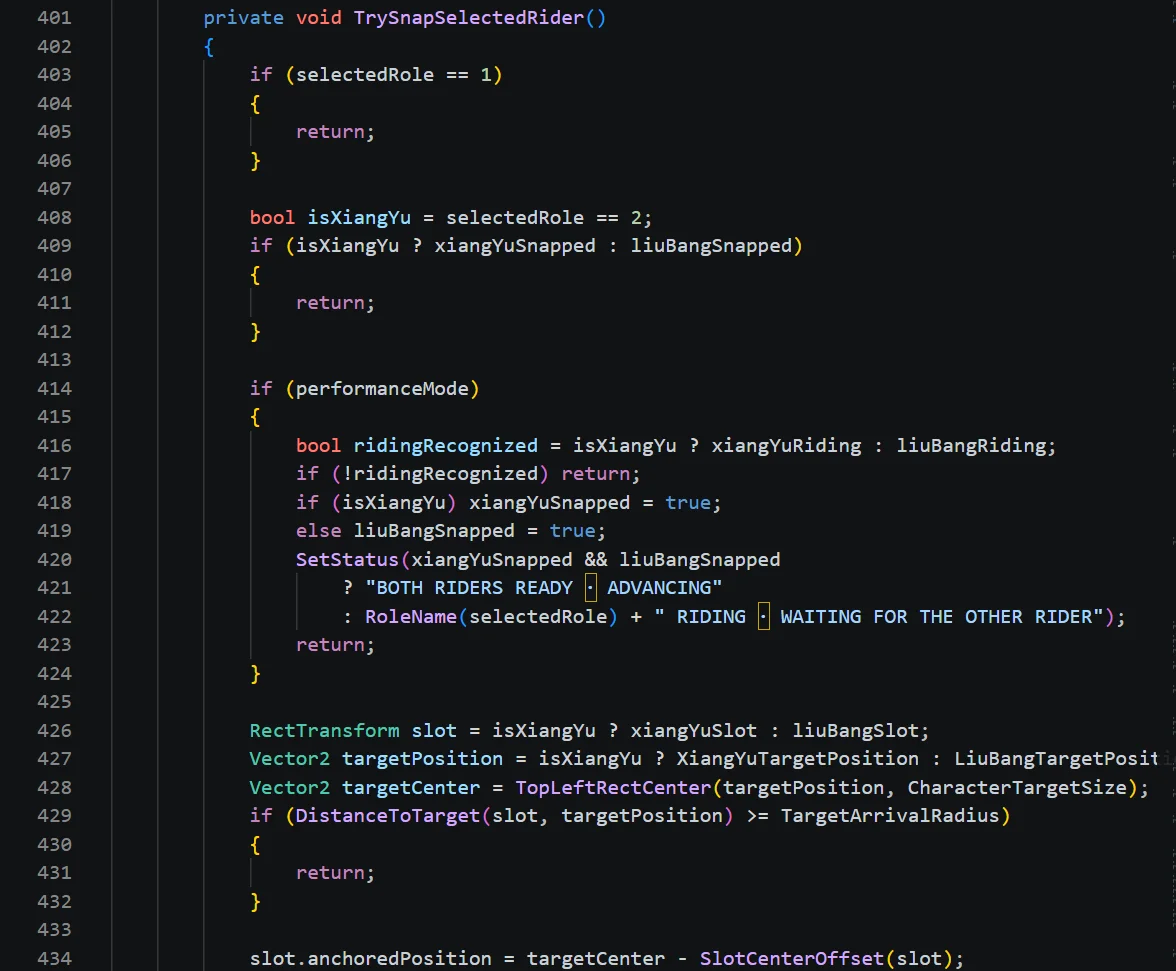 401 private void TrySnapSelectedRider()
402 {
403 if (selectedRole == 1)
404 {
405 return;
406 }
407
408 bool isXiangYu = selectedRole == 2;
409 if (isXiangYu ? xiangYuSnapped : liuBangSnapped)
410 {
411 return;
412 }
413
414 if (performanceMode)
415 {
416 bool ridingRecognized = isXiangYu ? xiangYuRiding : liuBangRiding;
417 if (!ridingRecognized) return;
418 if (isXiangYu) xiangYuSnapped = true;
419 else liuBangSnapped = true;
420 SetStatus(xiangYuSnapped && liuBangSnapped
421 ? "BOTH RIDERS READY · ADVANCING"
422 : RoleName(selectedRole) + " RIDING · WAITING FOR THE OTHER RIDER");
423 return;
424 }
425
426 RectTransform slot = isXiangYu ? xiangYuSlot : liuBangSlot;
427 Vector2 targetPosition = isXiangYu ? XiangYuTargetPosition : LiuBangTargetPosit
428 Vector2 targetCenter = TopLeftRectCenter(targetPosition, CharacterTargetSize);
429 if (DistanceToTarget(slot, targetPosition) >= TargetArrivalRadius)
430 {
431 return;
432 }
433
434 slot.anchoredPosition = targetCenter - SlotCenterOffset(slot);